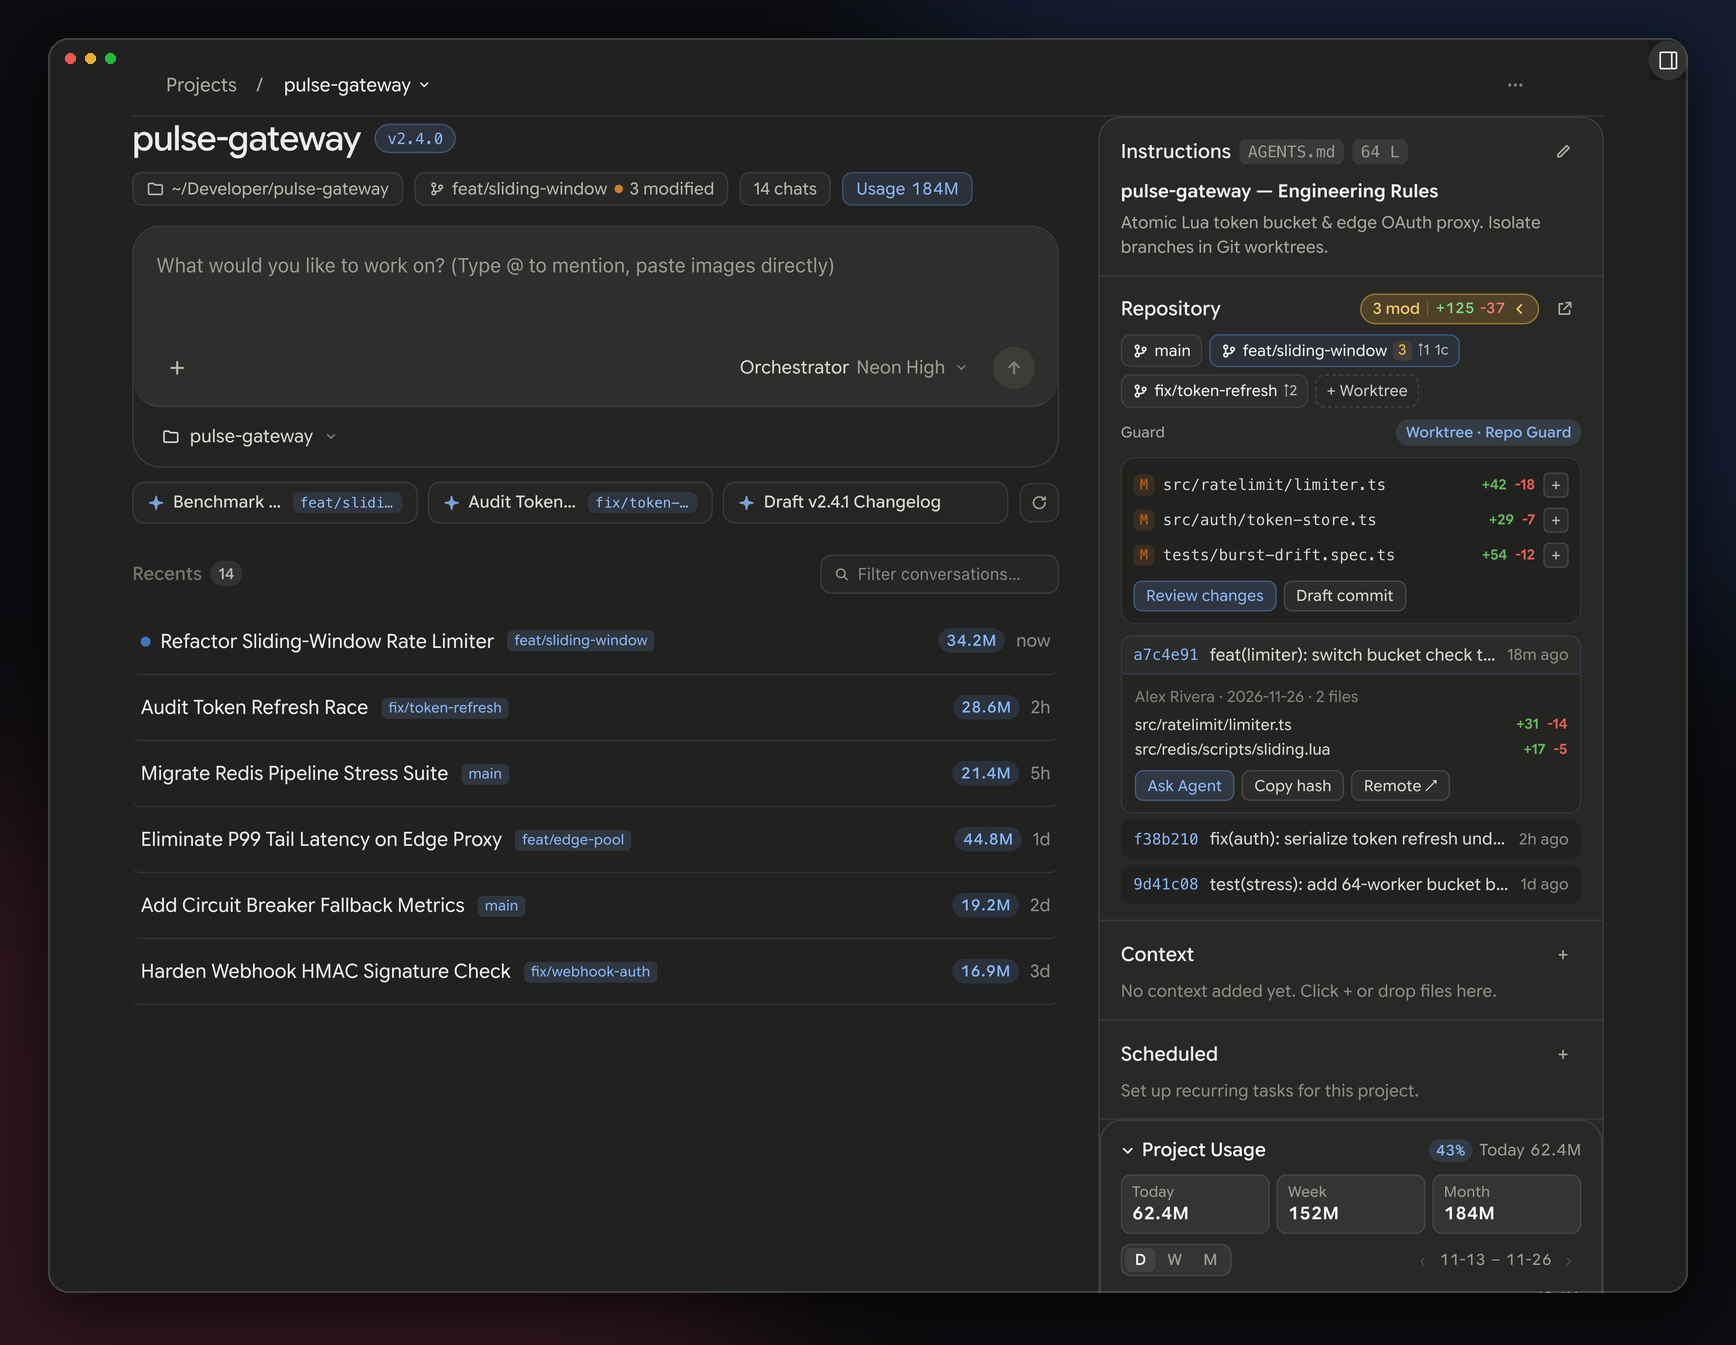 Projects / pulse-gateway
pulse-gateway v2.4.0
~/Developer/pulse-gateway feat/sliding-window 3 modified 14 chats Usage 184M
What would you like to work on? (Type @ to mention, paste images directly)
+ Orchestrator Neon High
pulse-gateway
Benchmark ... feat/slidi… Audit Token... fix/token-… Draft v2.4.1 Changelog
Recents 14 Filter conversations...
Refactor Sliding-Window Rate Limiter feat/sliding-window 34.2M now
Audit Token Refresh Race fix/token-refresh 28.6M 2h
Migrate Redis Pipeline Stress Suite main 21.4M 5h
Eliminate P99 Tail Latency on Edge Proxy feat/edge-pool 44.8M 1d
Add Circuit Breaker Fallback Metrics main 19.2M 2d
Harden Webhook HMAC Signature Check fix/webhook-auth 16.9M 3d
Instructions AGENTS.md 64 L
pulse-gateway — Engineering Rules
Atomic Lua token bucket & edge OAuth proxy. Isolate
branches in Git worktrees.
Repository 3 mod +125 -37
main feat/sliding-window 3 ↑1 1c
fix/token-refresh ↑2 + Worktree
Guard Worktree · Repo Guard
M src/ratelimit/limiter.ts +42 -18 +
M src/auth/token-store.ts +29 -7 +
M tests/burst-drift.spec.ts +54 -12 +
Review changes Draft commit
a7c4e91 feat(limiter): switch bucket check t... 18m ago
Alex Rivera · 2026-11-26 · 2 files
src/ratelimit/limiter.ts +31 -14
src/redis/scripts/sliding.lua +17 -5
Ask Agent Copy hash Remote ↗
f38b210 fix(auth): serialize token refresh und... 2h ago
9d41c08 test(stress): add 64-worker bucket b... 1d ago
Context +
No context added yet. Click + or drop files here.
Scheduled +
Set up recurring tasks for this project.
Project Usage 43% Today 62.4M
Today Week Month
62.4M 152M 184M
D W M ‹ 11-13 – 11-26 ›